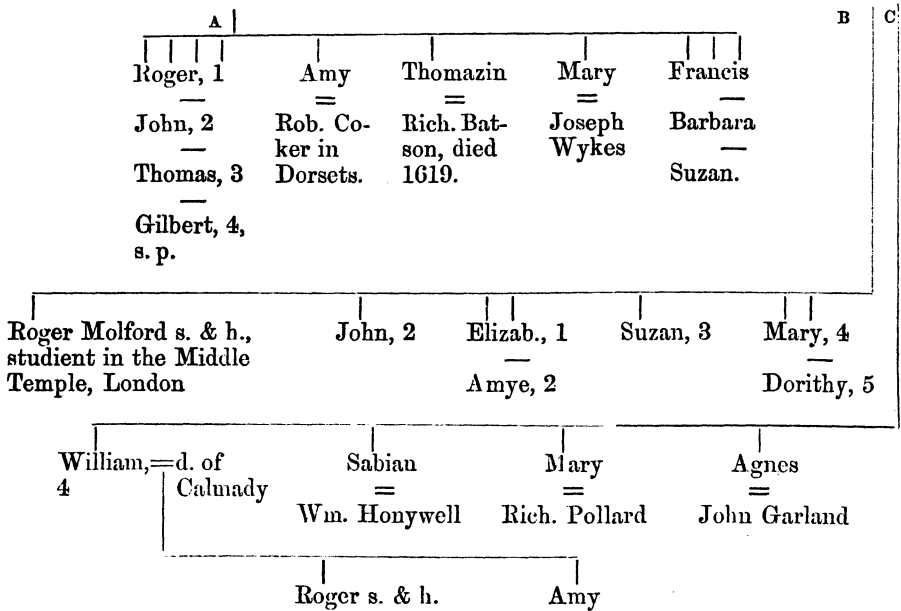 A B C
Roger, 1 Amy Thomazin Mary Francis
— = = = —
John, 2 Rob. Co- Rich. Bat- Joseph Barbara
— ker in son, died Wykes —
Thomas, 3 Dorsets. 1619. Suzan.
—
Gilbert, 4,
s. p.
Roger Molford s. & h., John, 2 Elizab., 1 Suzan, 3 Mary, 4
studient in the Middle — —
Temple, London Amye, 2 Dorithy, 5
William,=d. of Sabian Mary Agnes
4 Calmady = = =
Wm. Honywell Rich. Pollard John Garland
Roger s. & h. Amy